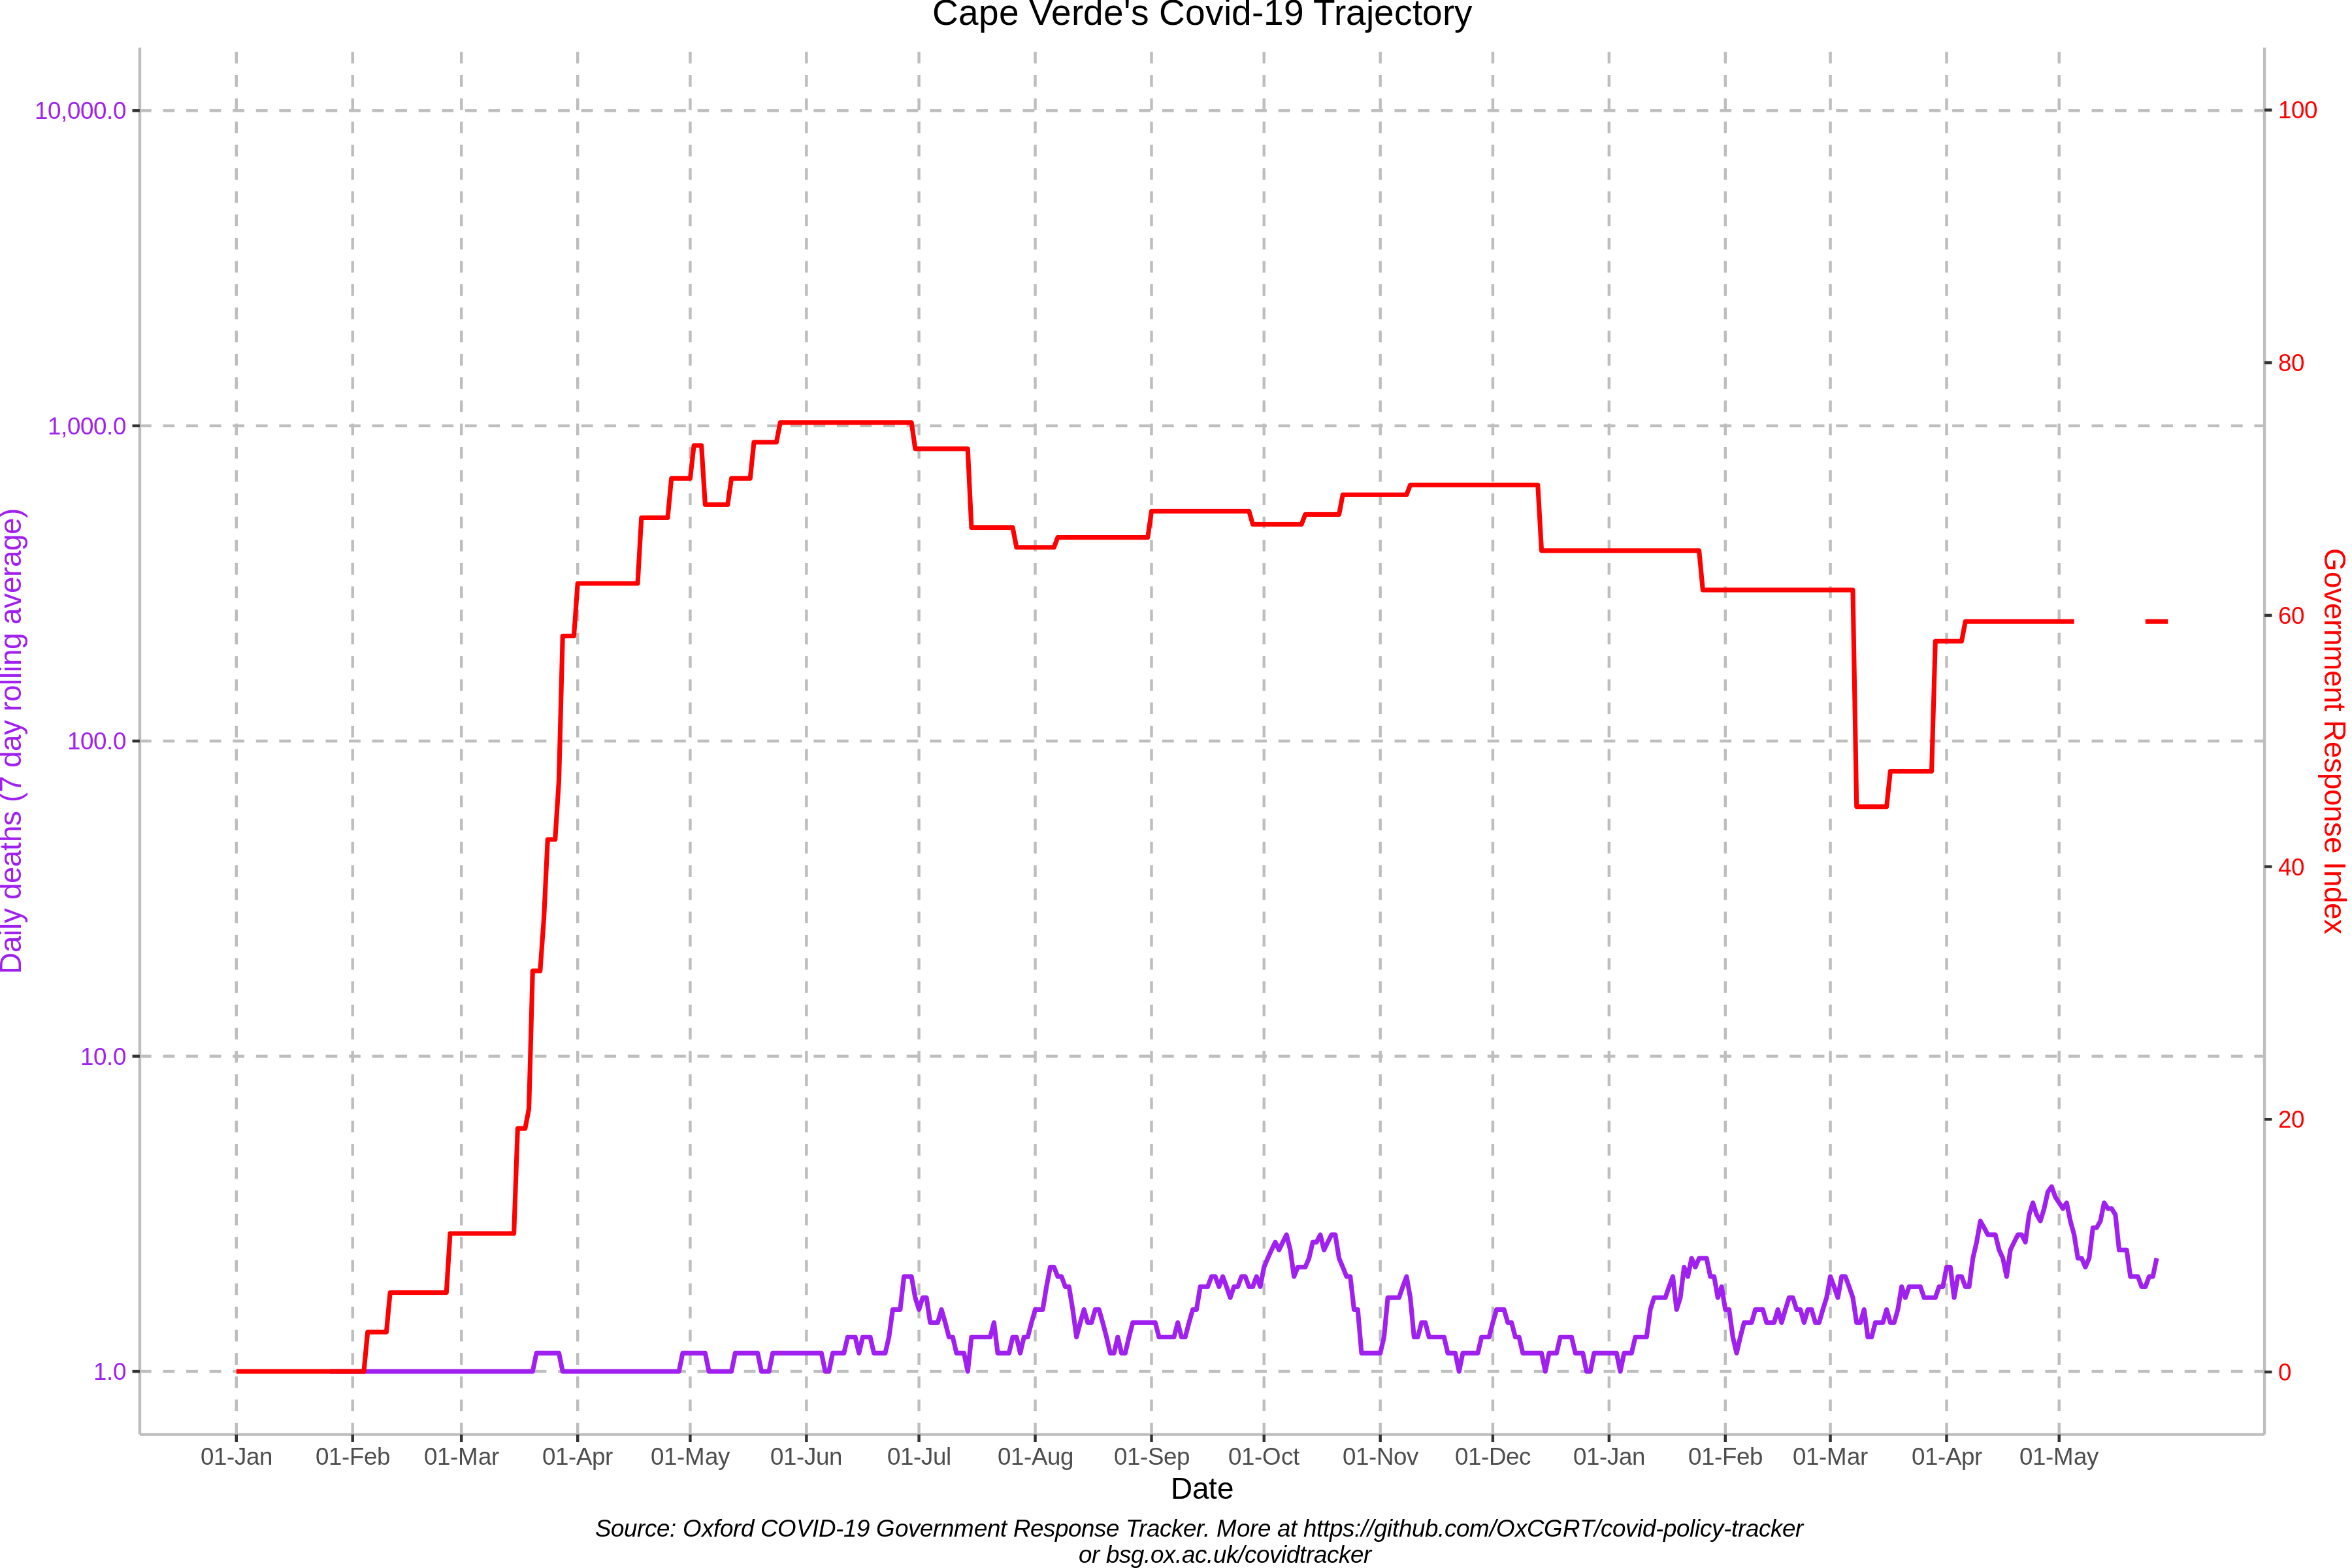 Cape Verde's Covid-19 Trajectory
10,000.0
1,000.0
100.0
10.0
1.0
Daily deaths (7 day rolling average)
100
80
60
40
20
0
Government Response Index
01-Jan 01-Feb 01-Mar 01-Apr 01-May 01-Jun 01-Jul 01-Aug 01-Sep 01-Oct 01-Nov 01-Dec 01-Jan 01-Feb 01-Mar 01-Apr 01-May
Date
Source: Oxford COVID-19 Government Response Tracker. More at https://github.com/OxCGRT/covid-policy-tracker
or bsg.ox.ac.uk/covidtracker